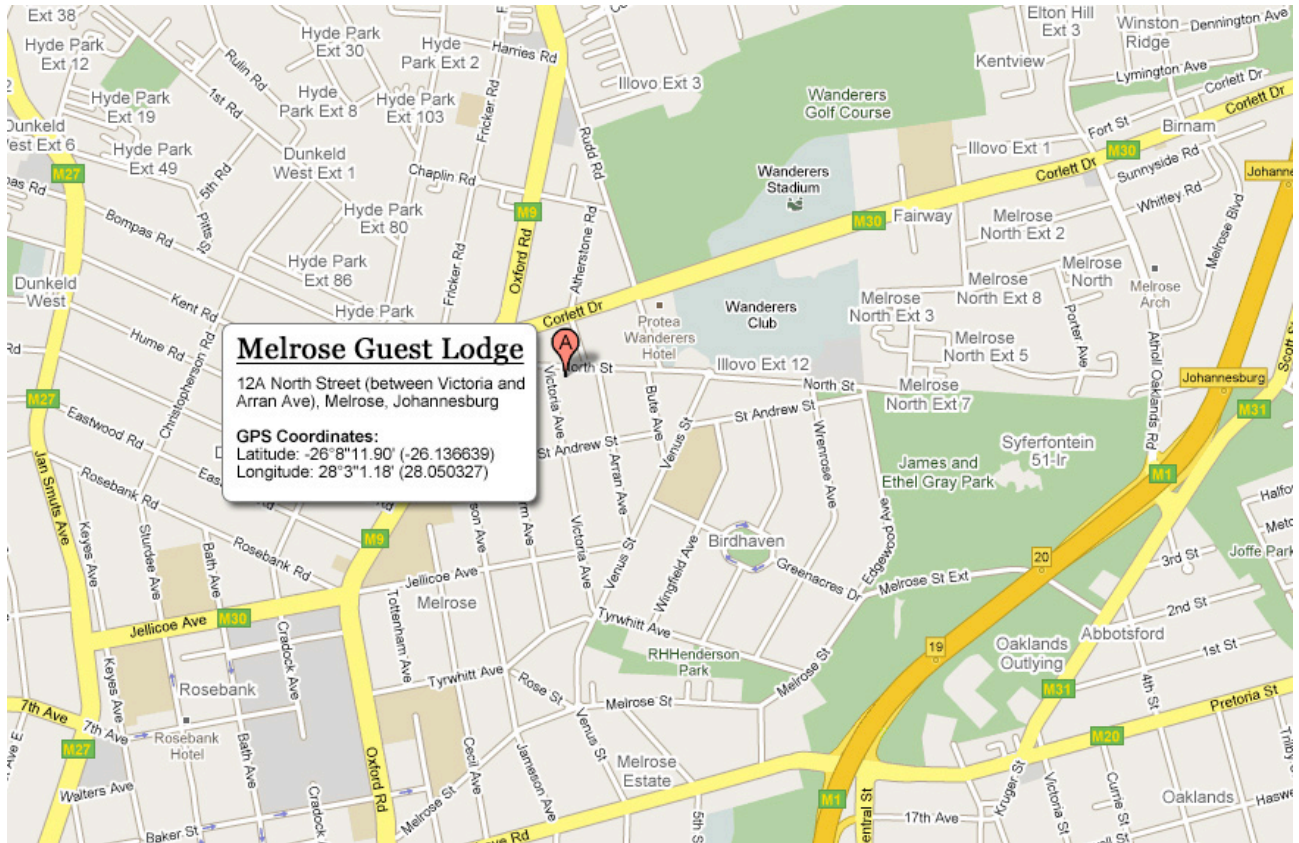 Ext 38
Hyde Park
Ext 12
Rulin Rd
Hyde Park
Ext 30
Hyde
Park Ext 2
Fricker Rd
Harries Rd
Elton Hill
Ext 3
Winston
Ridge
Dennington Ave
Kentview
Lymington Ave
Corlett Dr
Illovo Ext 3
Hyde Park
Ext 19
1st Rd
Hyde
Park Ext 8
Hyde Park
Ext 103
Wanderers
Golf Course
Corlett Dr
Fort St
Birnam
Dunkeld
West Ext 6
Hyde Park
Ext 49
Dunkeld
West Ext 1
Rudd Rd
Illovo Ext 1
M30
Sunnyside Rd
M27
5th Rd
Chaplin Rd
Wanderers
Stadium
Corlett Dr
Whitley Rd
Bompas Rd
Pitts St
Hyde Park
Ext 80
M9
Oxford Rd
Atherstone Rd
M30
Fairway
Melrose
North Ext 2
Melrose Blvd
Hyde Park
Ext 86
Fricker Rd
Dunkeld
West
Kent Rd
Hyde Park
Corlett Dr
Protea
Wanderers
Hotel
Wanderers
Club
Melrose
North Ext 3
Melrose
North Ext 8
Melrose
North
Melrose
Arch
Hume Rd
Christopherson Rd
Melrose
North Ext 5
Porter Ave
Atholl Oaklands Rd
Melrose Guest Lodge
12A North Street (between Victoria and
Arran Ave), Melrose, Johannesburg
GPS Coordinates:
Latitude: -26°8"11.90' (-26.136639)
Longitude: 28°3"1.18' (28.050327)
A
North St
Illovo Ext 12
North St
Melrose
North Ext 7
Johannesburg
M31
Eastwood Rd
Victoria Ave
Bute Ave
Venus St
St Andrew St
St Andrew St
Wrenrose Ave
Syferfontein
51-Ir
James and
Ethel Gray Park
M1
Jan Smuts Ave
Rosebank Rd
Arran Ave
Keyes Ave
Sturdee Ave
Bath Ave
Rosebank Rd
M9
Victoria Ave
Venus St
Wingfield Ave
Birdhaven
Edgewood Ave
Greenacres Dr
Melrose St Ext
20
Joffe Park
3rd St
Jellicoe Ave
Melrose
Tottenham Ave
Jellicoe Ave
M30
Cradock Ave
Tyrwhitt Ave
19
2nd St
Abbotsford
1st St
Oaklands
Outlying
RHHenderson
Park
Keyes Ave
Rosebank
Tyrwhitt Ave
Rose St
Melrose St
Melrose St
M31
4th St
Pretoria St
7th Ave
7th Ave
M27
Rosebank
Hotel
Bath Ave
Oxford Rd
Cecil Ave
Jameson Ave
Venus St
Melrose
Estate
M20
Walters Ave
Cradock Ave
Melrose St
M1
Kruger St
Victoria St
Currie St
Oaklands
Baker St
5th St
17th Ave